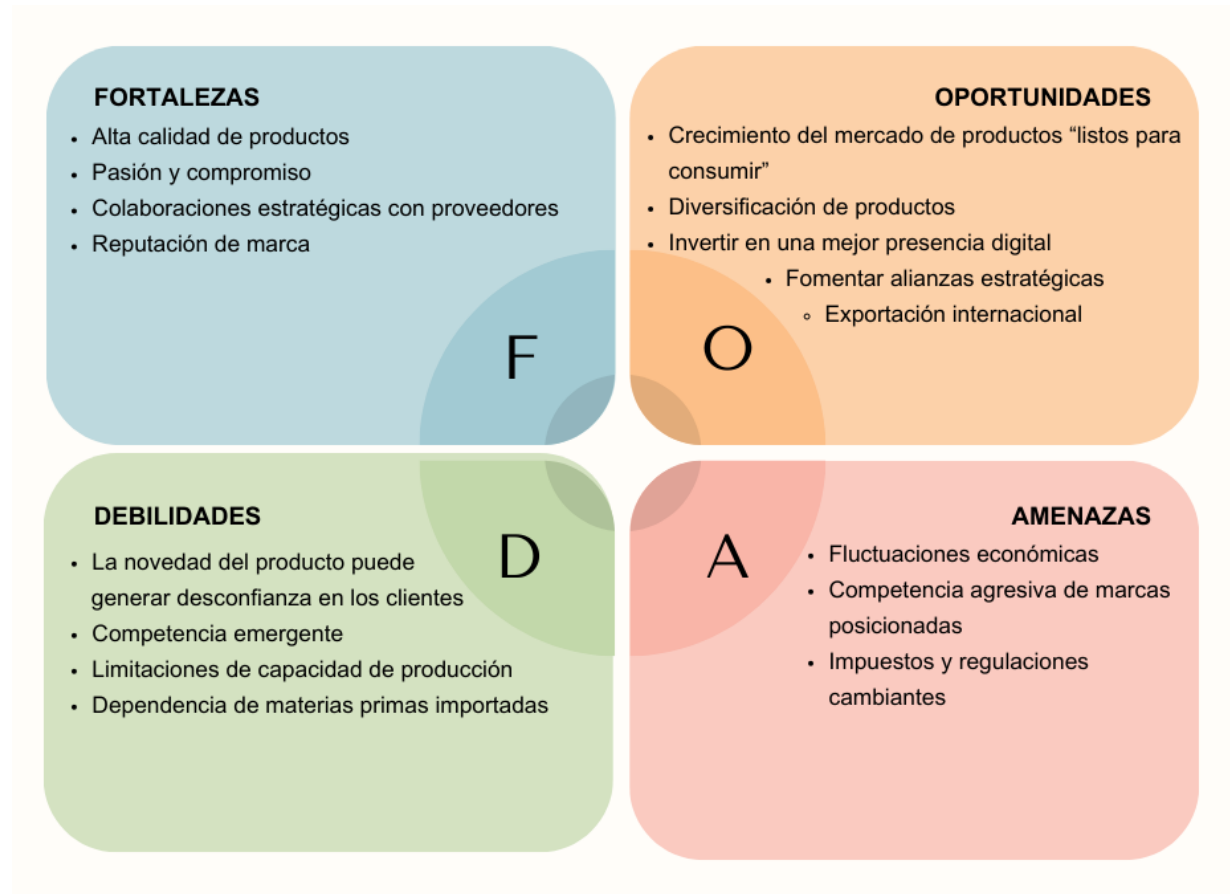 FORTALEZAS
• Alta calidad de productos
• Pasión y compromiso
• Colaboraciones estratégicas con proveedores
• Reputación de marca
F
OPORTUNIDADES
• Crecimiento del mercado de productos “listos para
consumir”
• Diversificación de productos
• Invertir en una mejor presencia digital
• Fomentar alianzas estratégicas
◦ Exportación internacional
O
DEBILIDADES
• La novedad del producto puede
generar desconfianza en los clientes
• Competencia emergente
• Limitaciones de capacidad de producción
• Dependencia de materias primas importadas
D
AMENAZAS
• Fluctuaciones económicas
• Competencia agresiva de marcas
posicionadas
• Impuestos y regulaciones
cambiantes
A